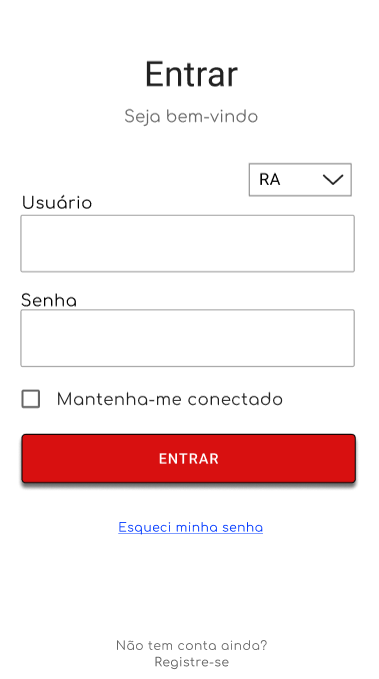 Entrar
Seja bem-vindo
RA
Usuário
Senha
Mantenha-me conectado
ENTRAR
Esqueci minha senha
Não tem conta ainda?
Registre-se